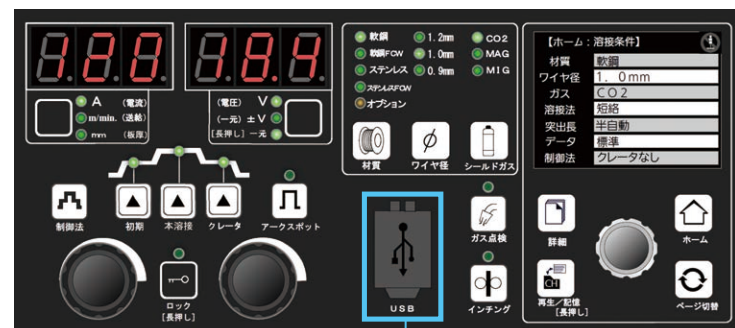 120
18.4
A (電流)
m/min. (送給)
mm (板厚)
(電圧) V
(一元) ± V
[長押し] 一元
軟鋼
軟鋼FCW
ステンレス
ステンレスFCW
オプション
1.2mm
1.0mm
0.9mm
CO2
MAG
MIG
材質
ワイヤ径
シールドガス
制御法
初期
本溶接
クレータ
アークスポット
ロック
[長押し]
USB
ガス点検
インチング
【ホーム：溶接条件】
材質 軟鋼
ワイヤ径 1．0mm
ガス CO2
溶接法 短絡
突出長 半自動
データ 標準
制御法 クレータなし
詳細
ホーム
CH
再生／記憶
[長押し]
ページ切替